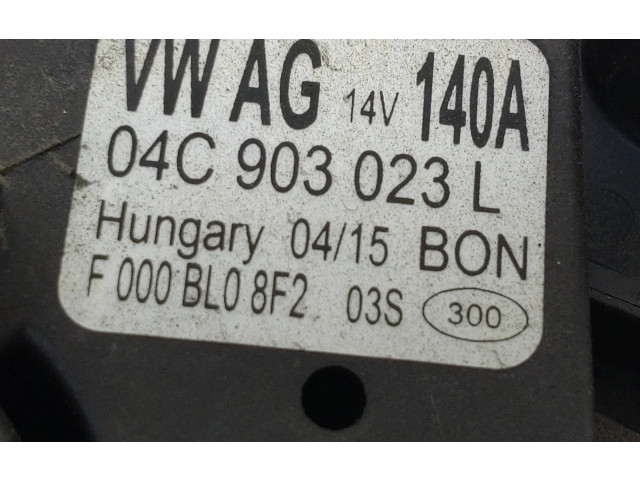 VW AG 14V 140A
04C 903 023 L
Hungary 04/15 BON
F 000 BL0 8F2 03S 300